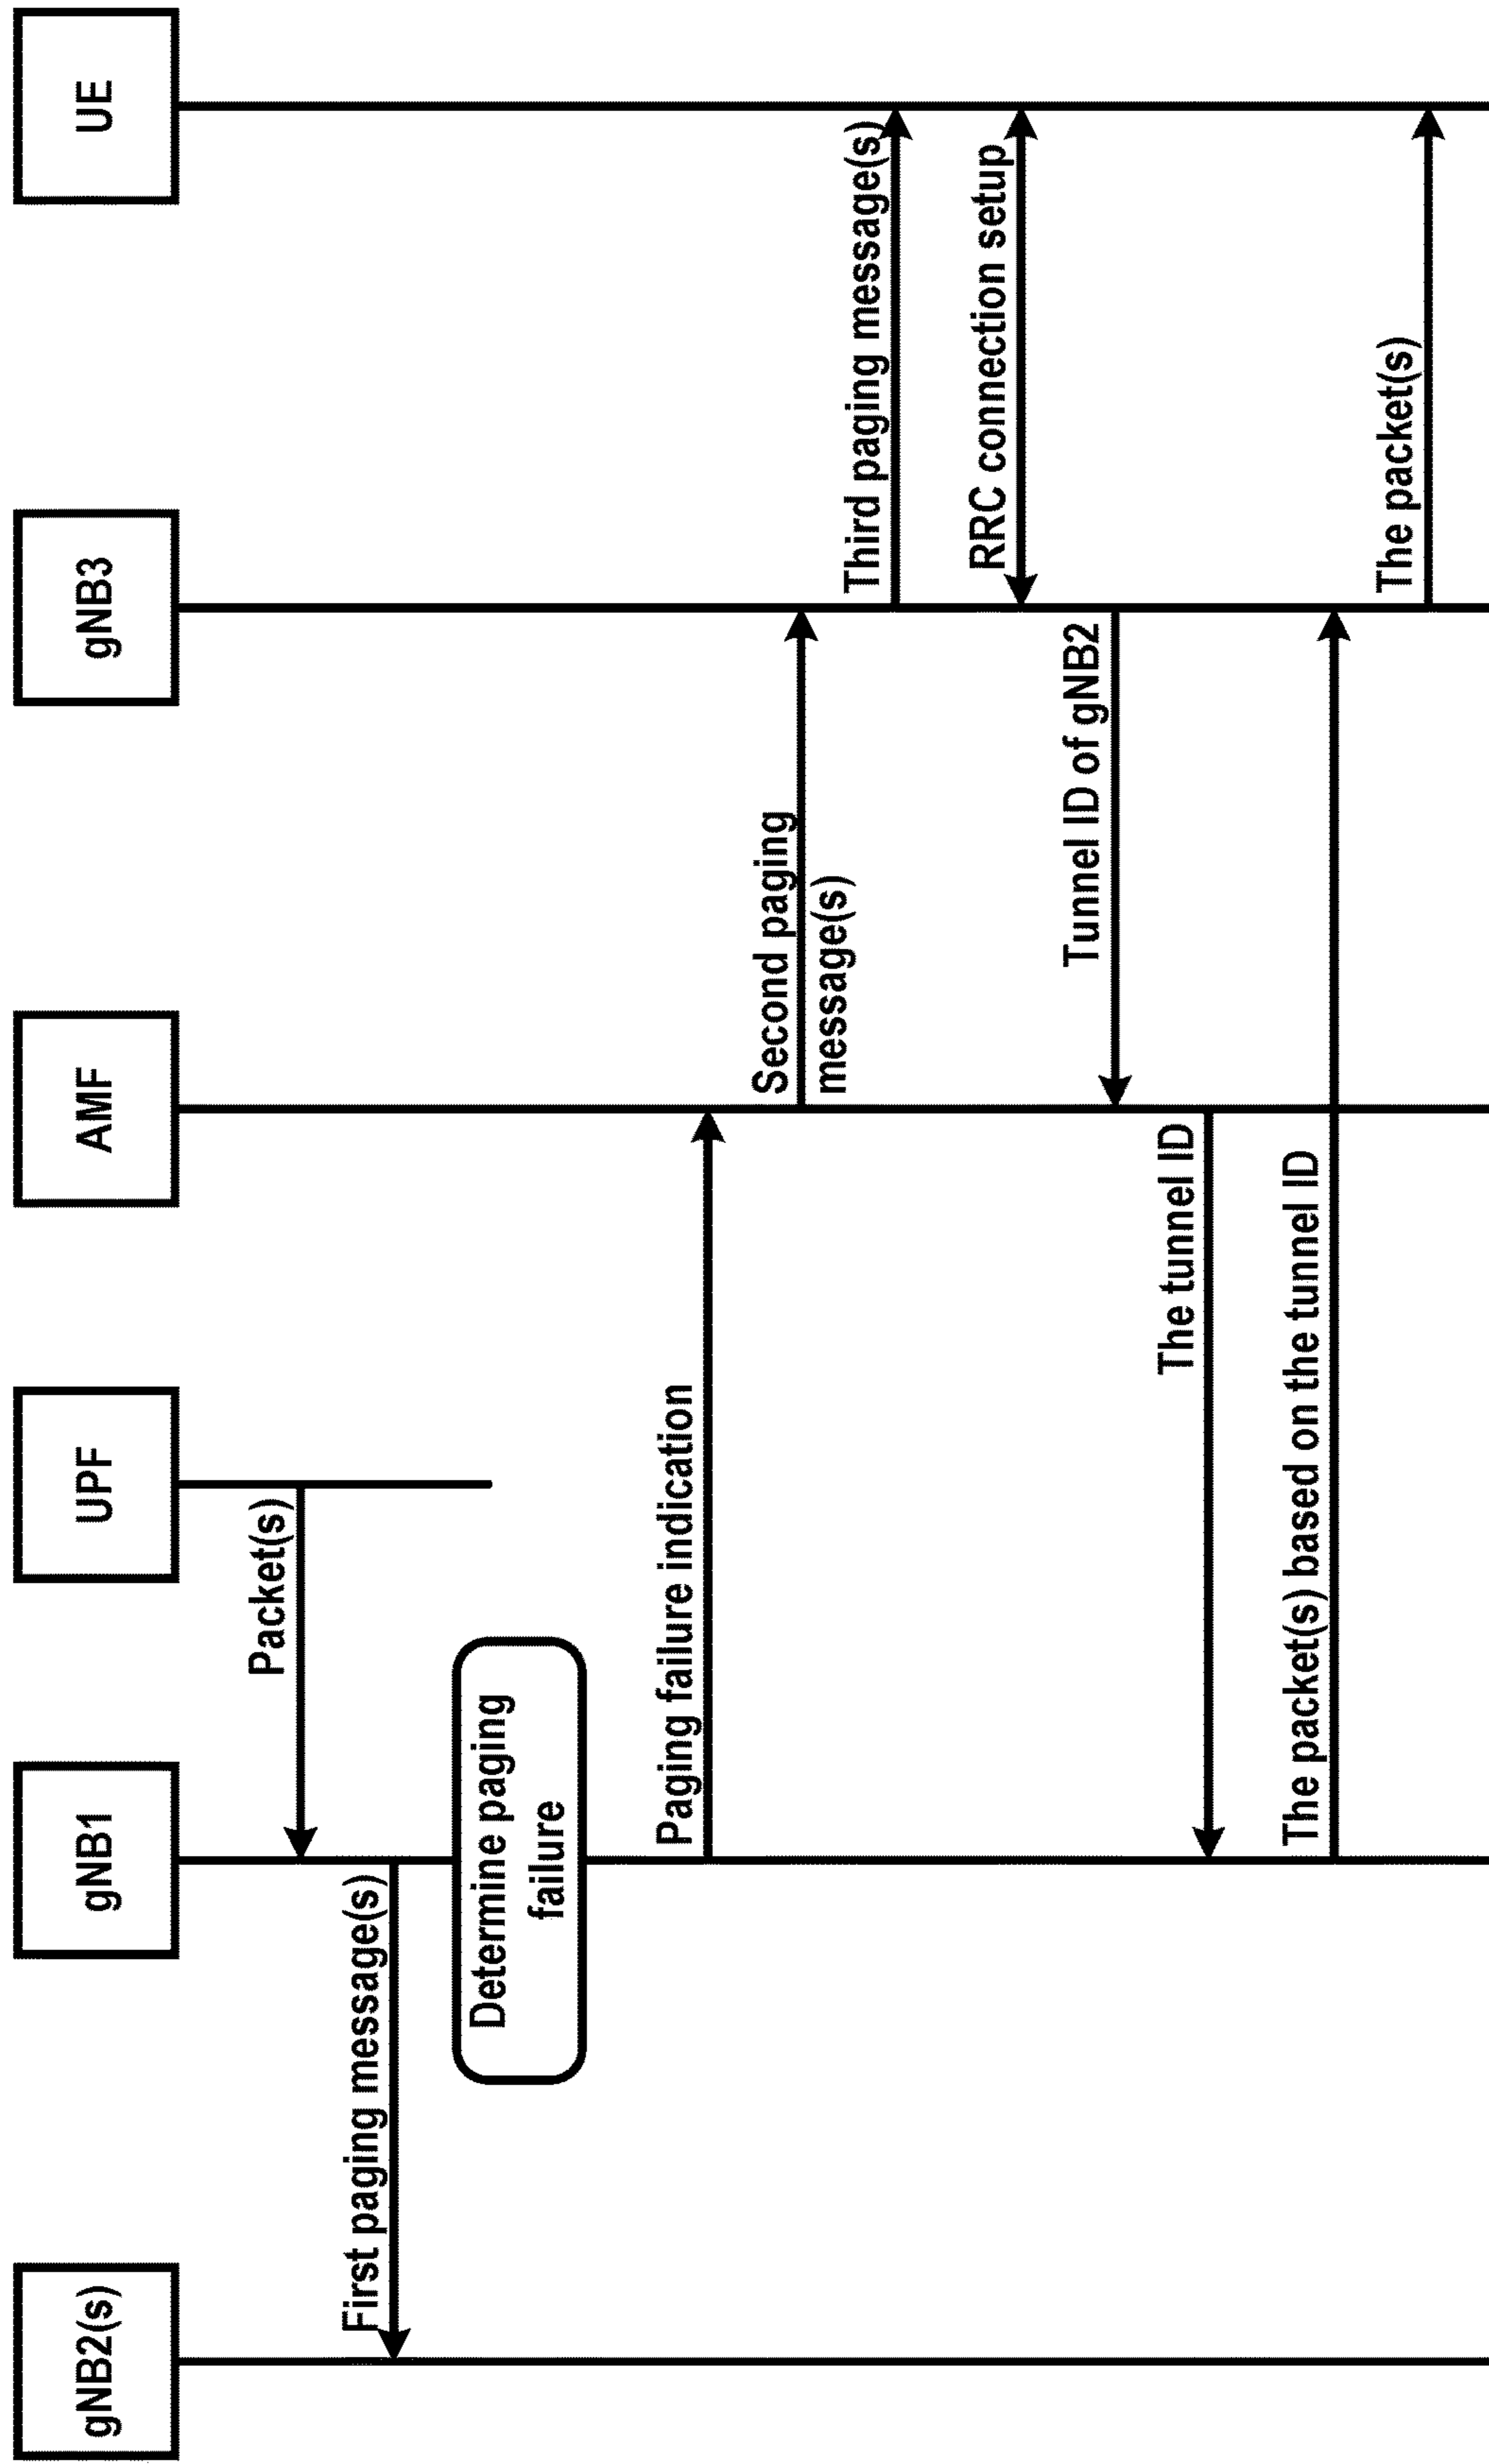 gNB2(s)
gNB1
UPF
AMF
gNB3
UE
Packet(s)
First paging message(s)
Determine paging
failure
Paging failure indication
Second paging
message(s)
Third paging message(s)
RRC connection setup
Tunnel ID of gNB2
The tunnel ID
The packet(s) based on the tunnel ID
The packet(s)